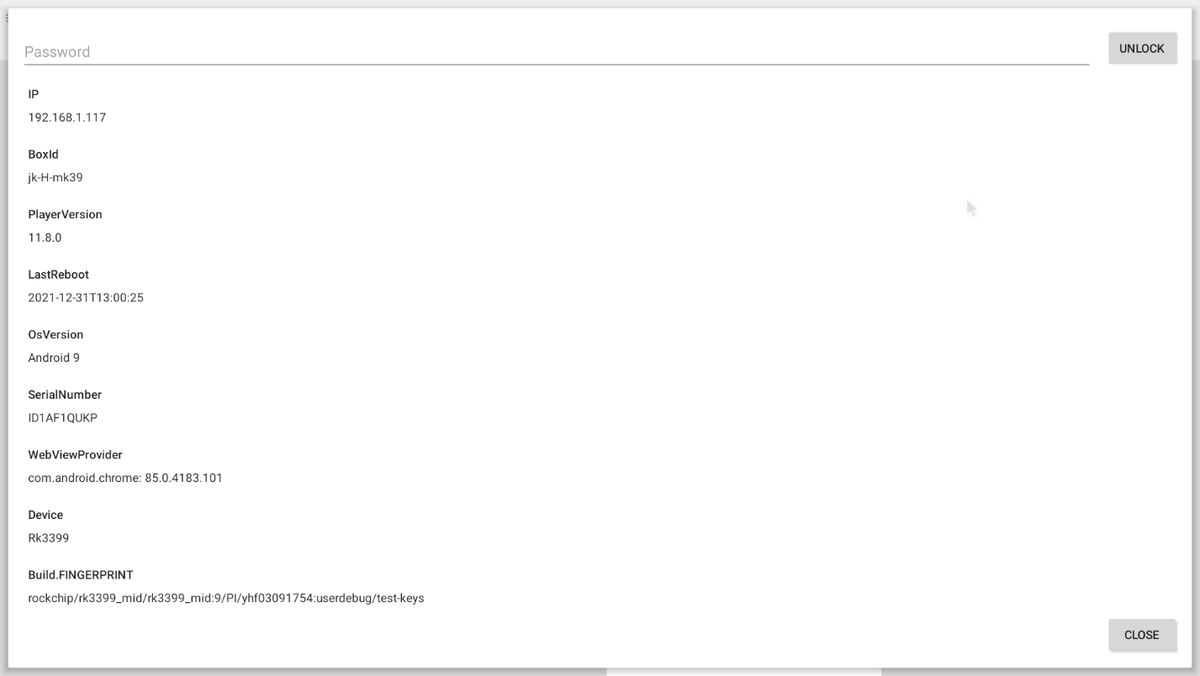 Password
UNLOCK
IP
192.168.1.117
BoxId
jk-H-mk39
PlayerVersion
11.8.0
LastReboot
2021-12-31T13:00:25
OsVersion
Android 9
SerialNumber
ID1AF1QUKP
WebViewProvider
com.android.chrome: 85.0.4183.101
Device
Rk3399
Build.FINGERPRINT
rockchip/rk3399_mid/rk3399_mid:9/PI/yhf03091754:userdebug/test-keys
CLOSE